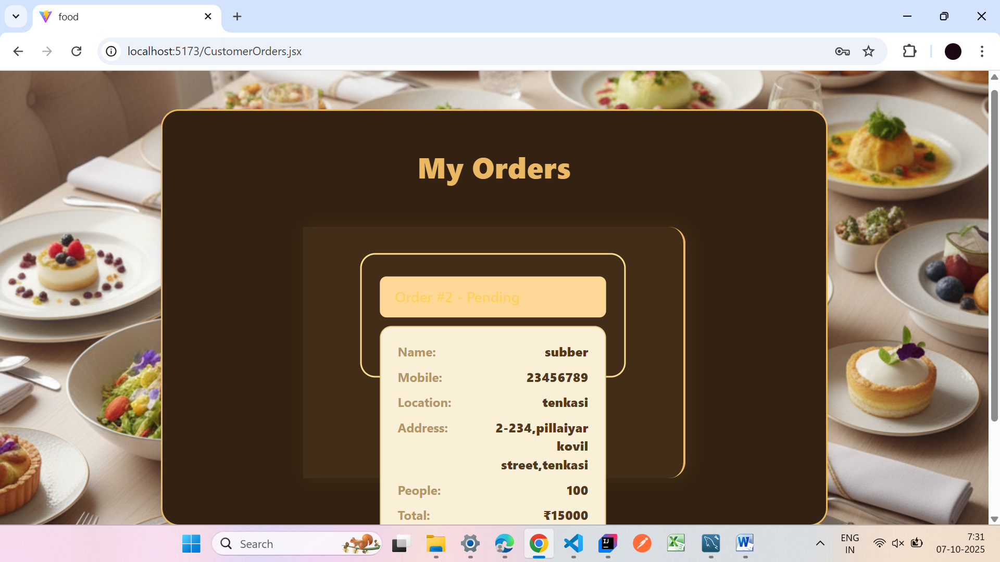 food
localhost:5173/CustomerOrders.jsx
My Orders
Order #2 - Pending
Name: subber
Mobile: 23456789
Location: tenkasi
Address: 2-234,pillaiyar
kovil
street,tenkasi
People: 100
Total: ₹15000
Search
ENG
IN
7:31
07-10-2025